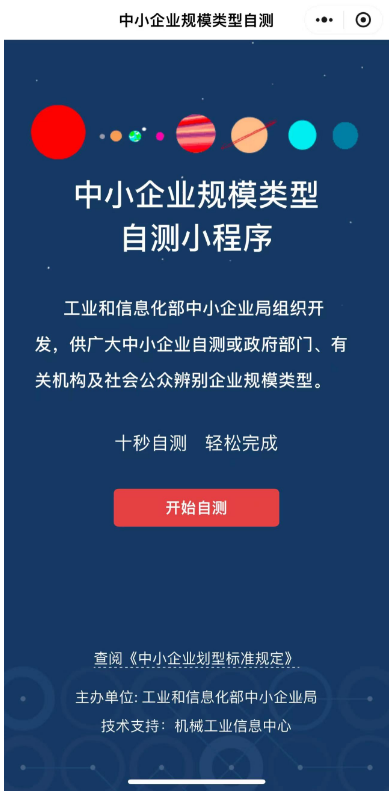 中小企业规模类型自测
中小企业规模类型
自测小程序
工业和信息化部中小企业局组织开
发，供广大中小企业自测或政府部门、有
关机构及社会公众辨别企业规模类型。
十秒自测 轻松完成
开始自测
查阅《中小企业划型标准规定》
主办单位: 工业和信息化部中小企业局
技术支持：机械工业信息中心